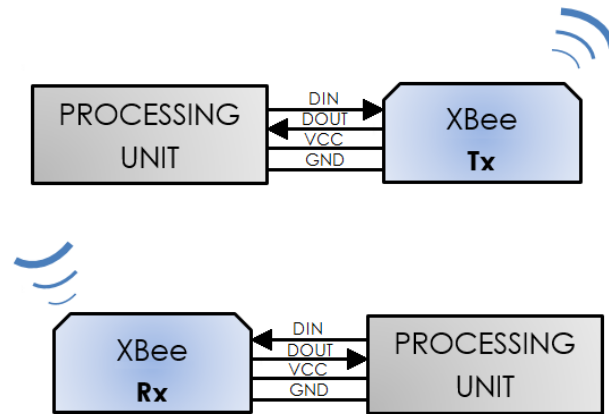 PROCESSING
UNIT
DIN
DOUT
VCC
GND
XBee
Tx
XBee
Rx
DIN
DOUT
VCC
GND
PROCESSING
UNIT